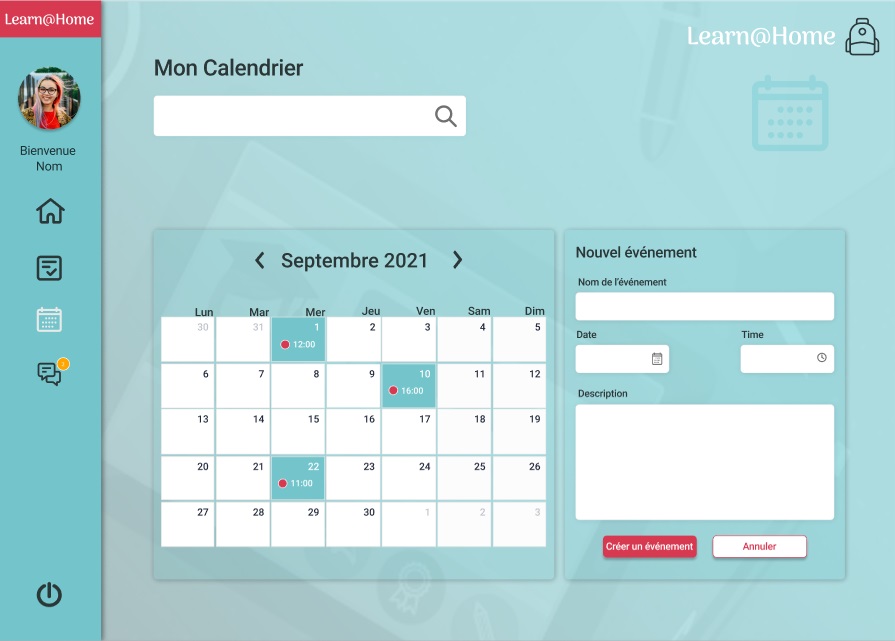 Learn@Home
Learn@Home
Bienvenue
Nom
Mon Calendrier
Septembre 2021
Lun Mar Mer Jeu Ven Sam Dim
30 31 1 2 3 4 5
12:00
6 7 8 9 10 11 12
16:00
13 14 15 16 17 18 19
20 21 22 23 24 25 26
11:00
27 28 29 30 1 2 3
Nouvel événement
Nom de l'événement
Date Time
Description
Créer un événement Annuler